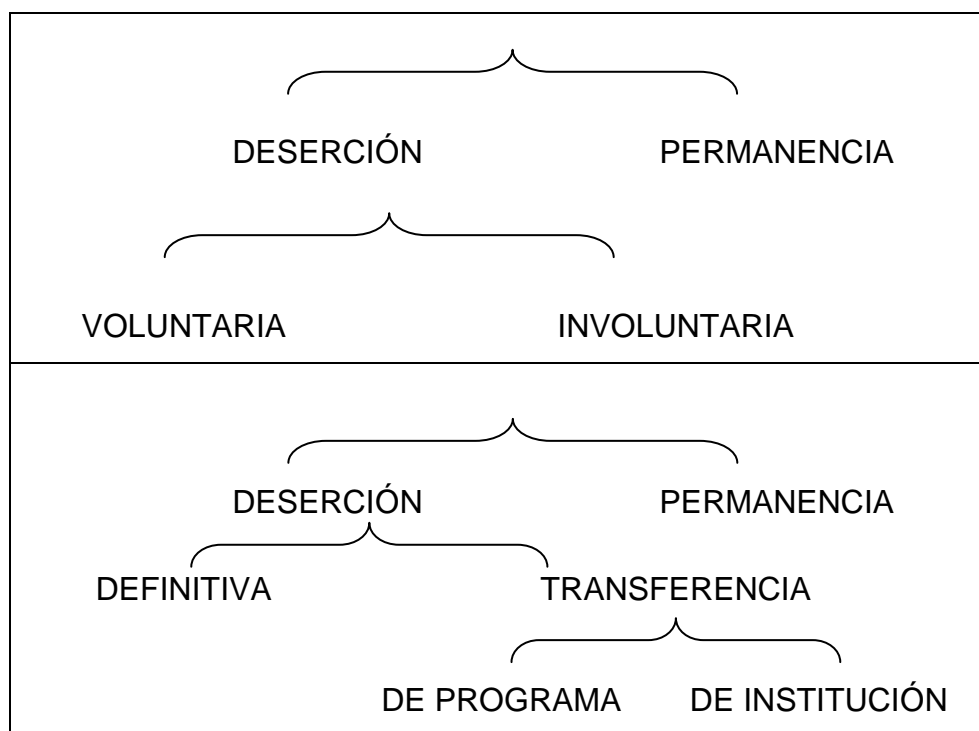 DESERCIÓN PERMANENCIA
VOLUNTARIA INVOLUNTARIA
DESERCIÓN PERMANENCIA
DEFINITIVA TRANSFERENCIA
DE PROGRAMA DE INSTITUCIÓN